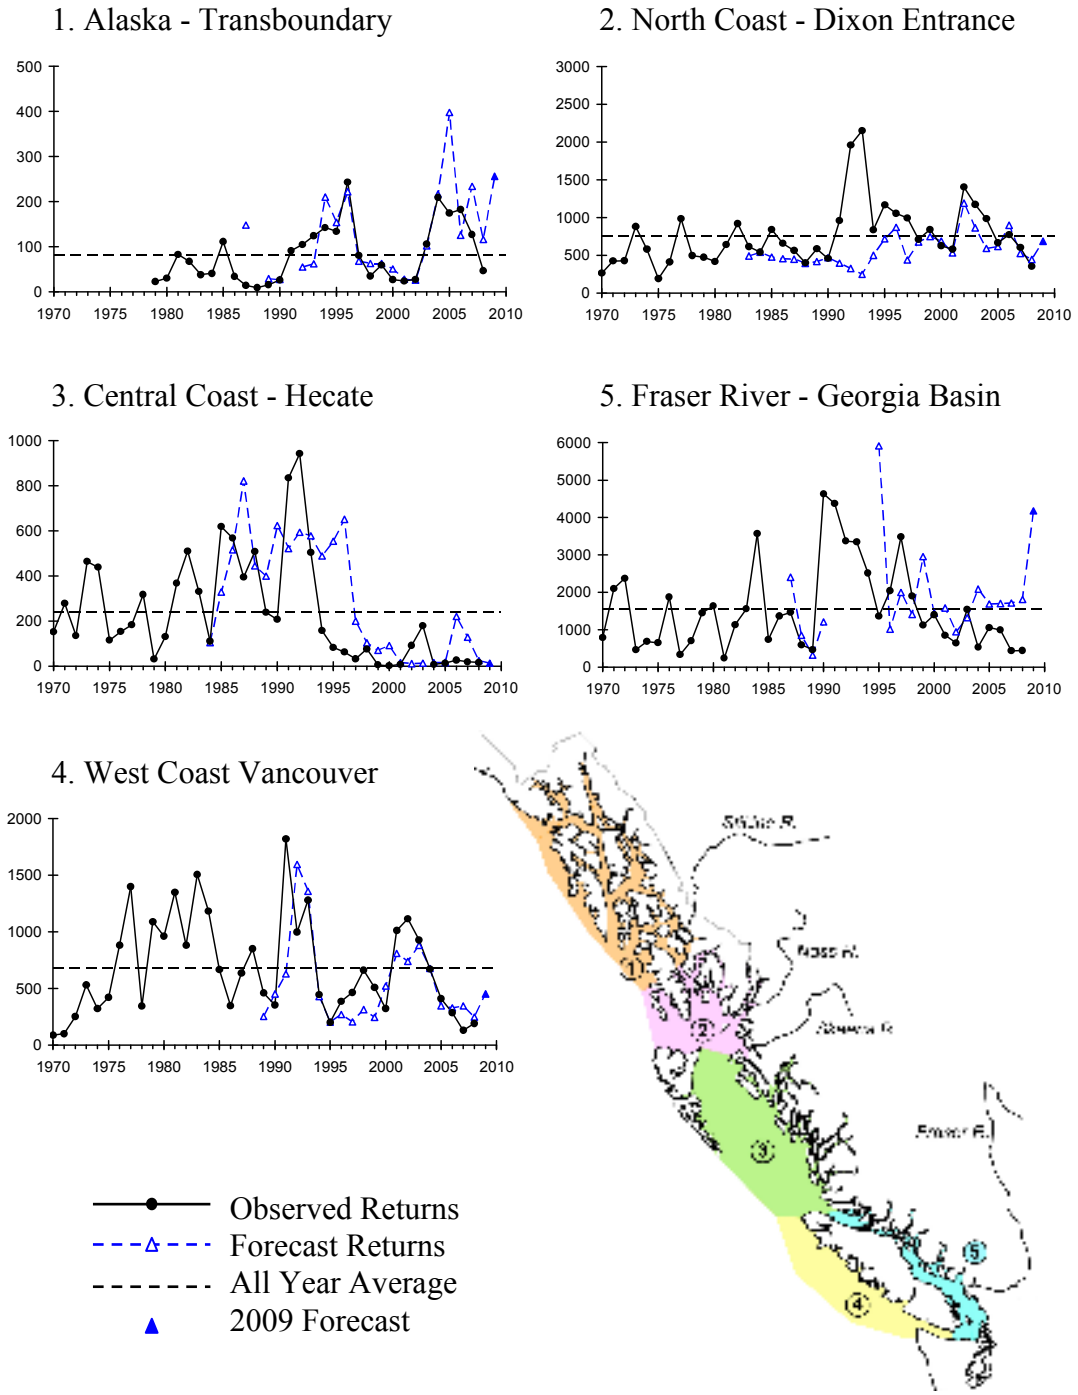 1. Alaska - Transboundary
500
400
300
200
100
0
1970 1975 1980 1985 1990 1995 2000 2005 2010
2. North Coast - Dixon Entrance
3000
2500
2000
1500
1000
500
0
1970 1975 1980 1985 1990 1995 2000 2005 2010
3. Central Coast - Hecate
1000
800
600
400
200
0
1970 1975 1980 1985 1990 1995 2000 2005 2010
5. Fraser River - Georgia Basin
6000
5000
4000
3000
2000
1000
0
1970 1975 1980 1985 1990 1995 2000 2005 2010
4. West Coast Vancouver
2000
1500
1000
500
0
1970 1975 1980 1985 1990 1995 2000 2005 2010
Observed Returns
Forecast Returns
All Year Average
2009 Forecast
Nass R.
Fraser R.
1
2
3
4
5